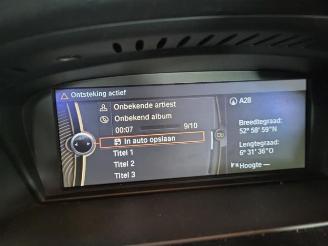 Ontsteking actief
Onbekende artiest
Onbekend album
00:07 9/10
In auto opslaan
Titel 1
Titel 2
Titel 3
A28
Breedtegraad:
52° 58' 59"N
Lengtegraad:
6° 31' 36"O
Hoogte --